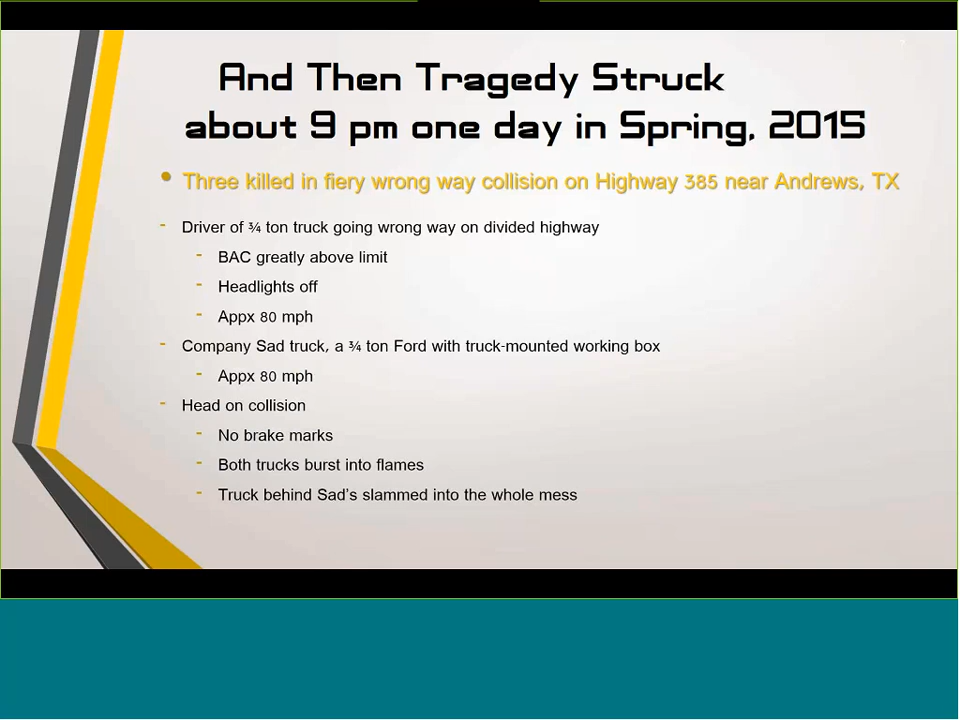 And Then Tragedy Struck
about 9 pm one day in Spring, 2015
• Three killed in fiery wrong way collision on Highway 385 near Andrews, TX
- Driver of ¾ ton truck going wrong way on divided highway
- BAC greatly above limit
- Headlights off
- Appx 80 mph
- Company Sad truck, a ¾ ton Ford with truck-mounted working box
- Appx 80 mph
- Head on collision
- No brake marks
- Both trucks burst into flames
- Truck behind Sad's slammed into the whole mess